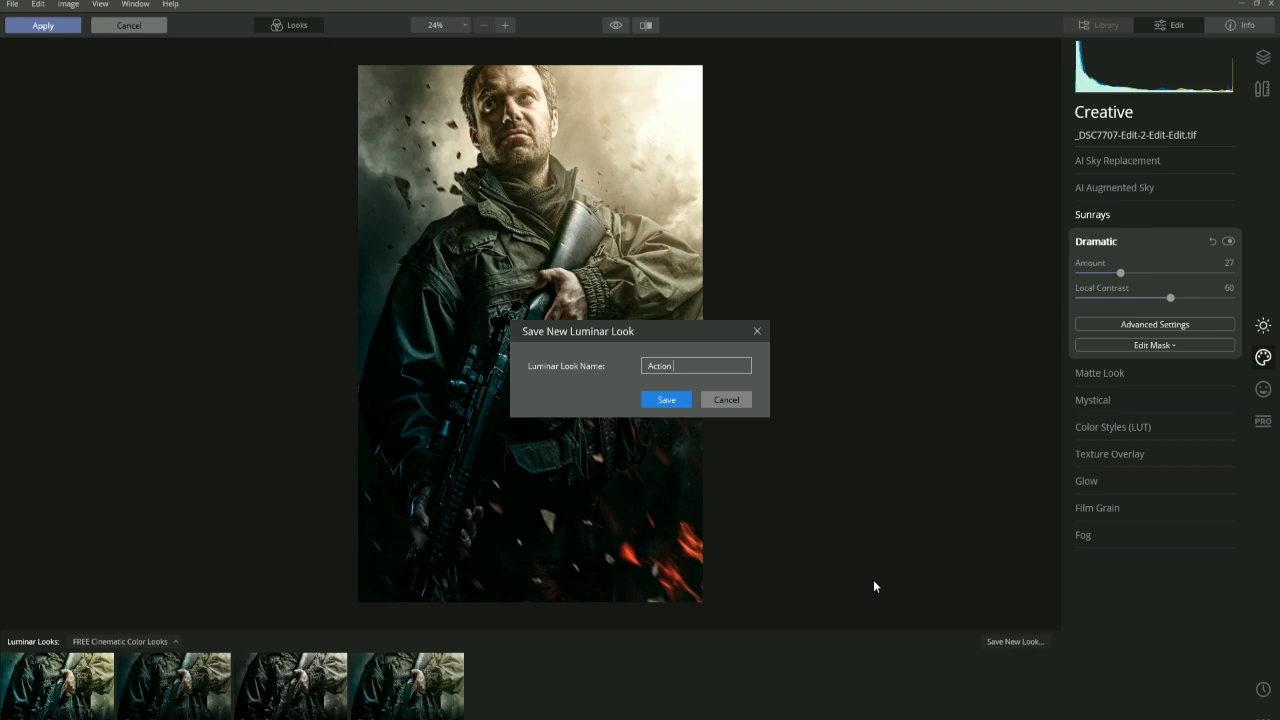 File Edit Image View Window Help
Apply Cancel Looks 24% Library Edit Info
Creative
_DSC7707-Edit-2-Edit-Edit.tif
AI Sky Replacement
AI Augmented Sky
Sunrays
Dramatic
Amount 27
Local Contrast 60
Advanced Settings
Edit Mask
Matte Look
Mystical
Color Styles (LUT)
Texture Overlay
Glow
Film Grain
Fog
PRO
Save New Luminar Look
Luminar Look Name: Action
Save Cancel
Luminar Looks: FREE Cinematic Color Looks Save New Look...